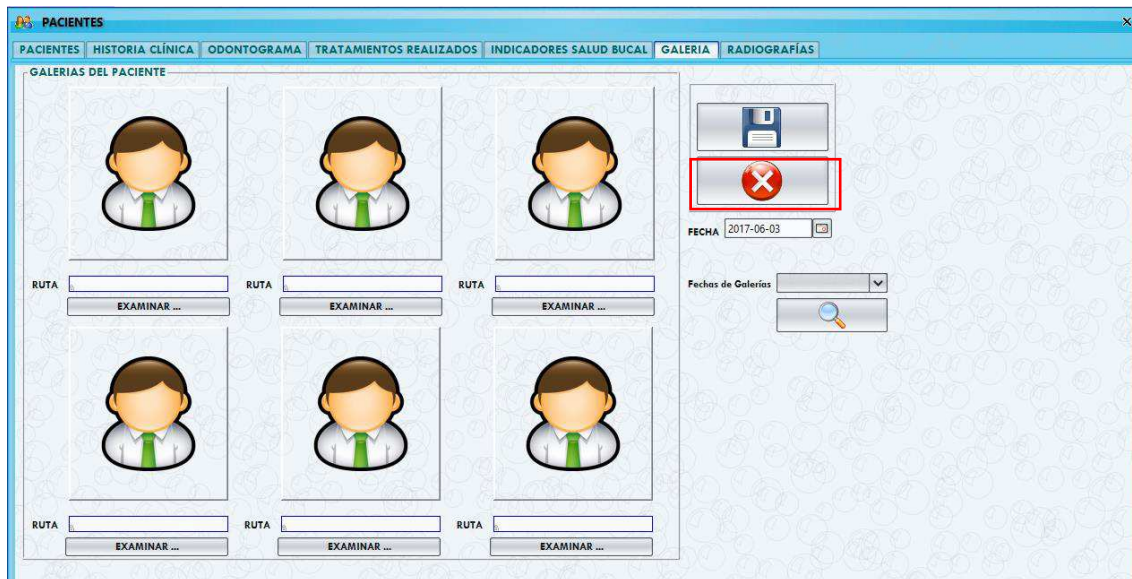 PACIENTES
PACIENTES HISTORIA CLÍNICA ODONTOGRAMA TRATAMIENTOS REALIZADOS INDICADORES SALUD BUCAL GALERIA RADIOGRAFÍAS
GALERIAS DEL PACIENTE
FECHA 2017-06-03
RUTA RUTA RUTA
Fechas de Galerías
EXAMINAR ... EXAMINAR ... EXAMINAR ...
RUTA RUTA RUTA
EXAMINAR ... EXAMINAR ... EXAMINAR ...